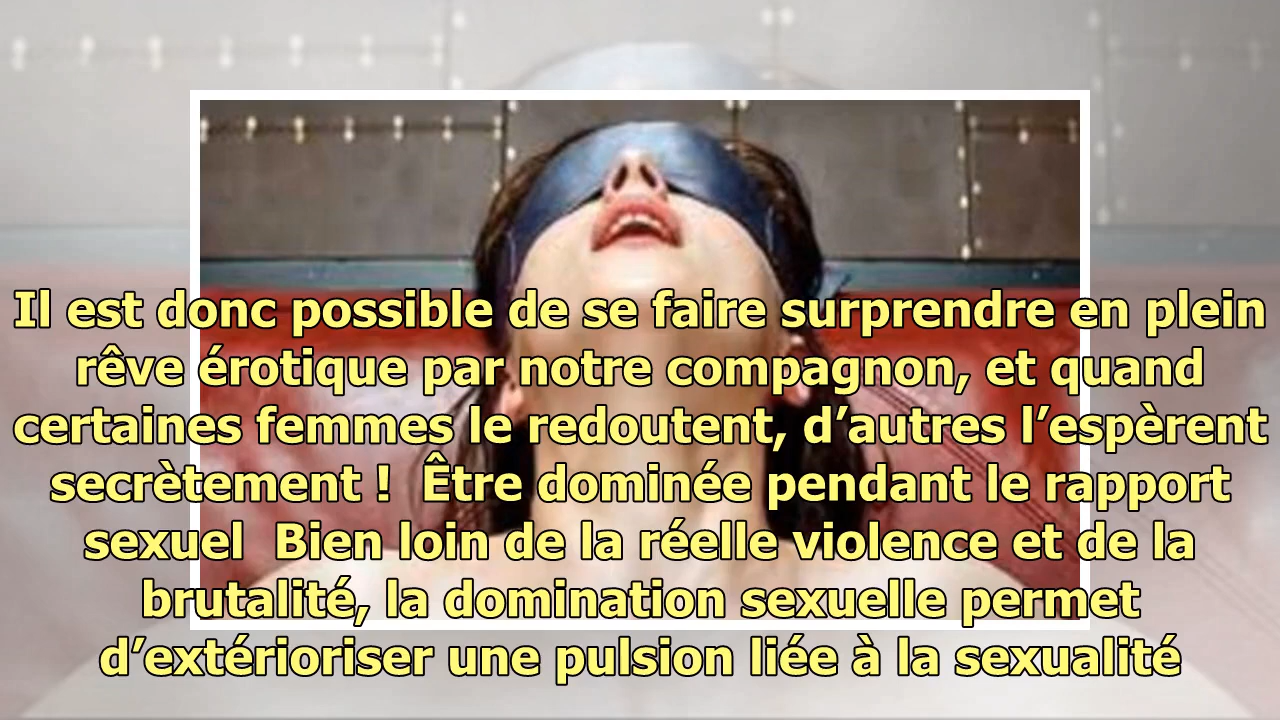 Il est donc possible de se faire surprendre en plein
rêve érotique par notre compagnon, et quand
certaines femmes le redoutent, d’autres l’espèrent
secrètement !  Être dominée pendant le rapport
sexuel  Bien loin de la réelle violence et de la
brutalité, la domination sexuelle permet
d’extérioriser une pulsion liée à la sexualité